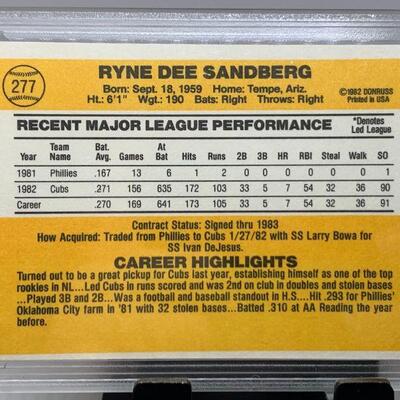 277
RYNE DEE SANDBERG
Born: Sept. 18, 1959 Home: Tempe, Ariz.
Ht.: 6'1" Wgt.: 190 Bats: Right Throws: Right
©1982 DONRUSS
Printed in USA
RECENT MAJOR LEAGUE PERFORMANCE
*Denotes
Led League
Year Team Name Bat. Avg. Games At Bat Hits Runs 2B 3B HR RBI Steal Walk SO
1981 Phillies .167 13 6 1 2 0 0 0 0 0 0 1
1982 Cubs .271 156 635 172 103 33 5 7 54 32 36 90
Career .270 169 641 173 105 33 5 7 54 32 36 91
Contract Status: Signed thru 1983
How Acquired: Traded from Phillies to Cubs 1/27/82 with SS Larry Bowa for
SS Ivan DeJesus.
CAREER HIGHLIGHTS
Turned out to be a great pickup for Cubs last year, establishing himself as one of the top
rookies in NL...Led Cubs in runs scored and was 2nd on club in doubles and stolen bases
...Played 3B and 2B...Was a football and baseball standout in H.S....Hit .293 for Phillies'
Oklahoma City farm in '81 with 32 stolen bases...Batted .310 at AA Reading the year
before.